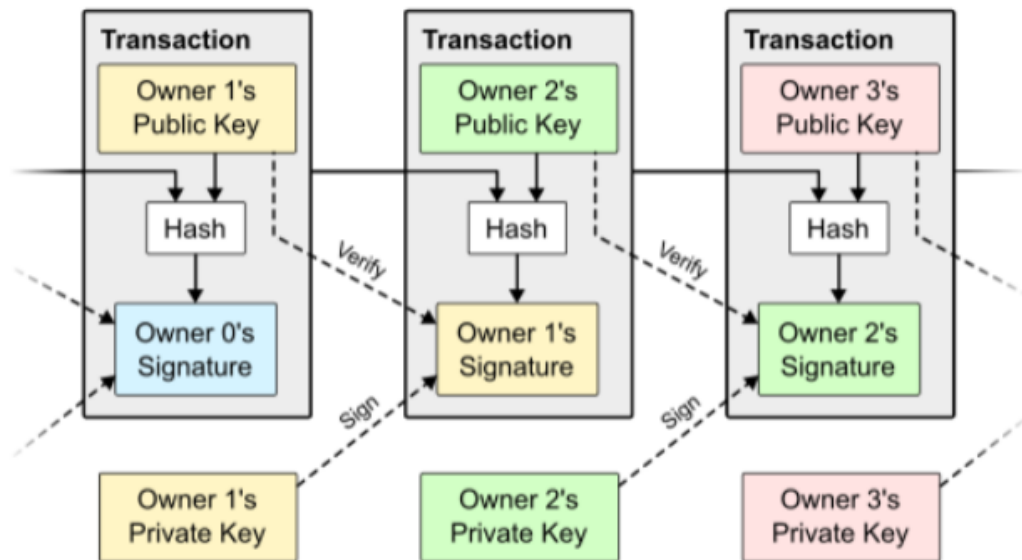 Transaction
Owner 1's
Public Key
Hash
Owner 0's
Signature
Transaction
Owner 2's
Public Key
Hash
Verify
Owner 1's
Signature
Sign
Transaction
Owner 3's
Public Key
Hash
Verify
Owner 2's
Signature
Sign
Owner 1's
Private Key
Owner 2's
Private Key
Owner 3's
Private Key